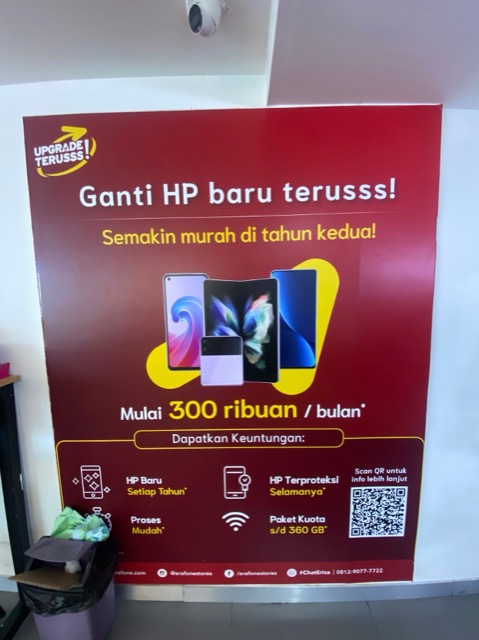 UPGRADE
TERUSSS!
Ganti HP baru terusss!
Semakin murah di tahun kedua!
Mulai 300 ribuan / bulan*
Dapatkan Keuntungan:
HP Baru
Setiap Tahun*
HP Terproteksi
Selamanya*
Scan QR untuk
info lebih lanjut
Proses
Mudah*
Paket Kuota
s/d 360 GB*
@erafonestores
/erafonestores
#ChatErica | 0812-9077-7722